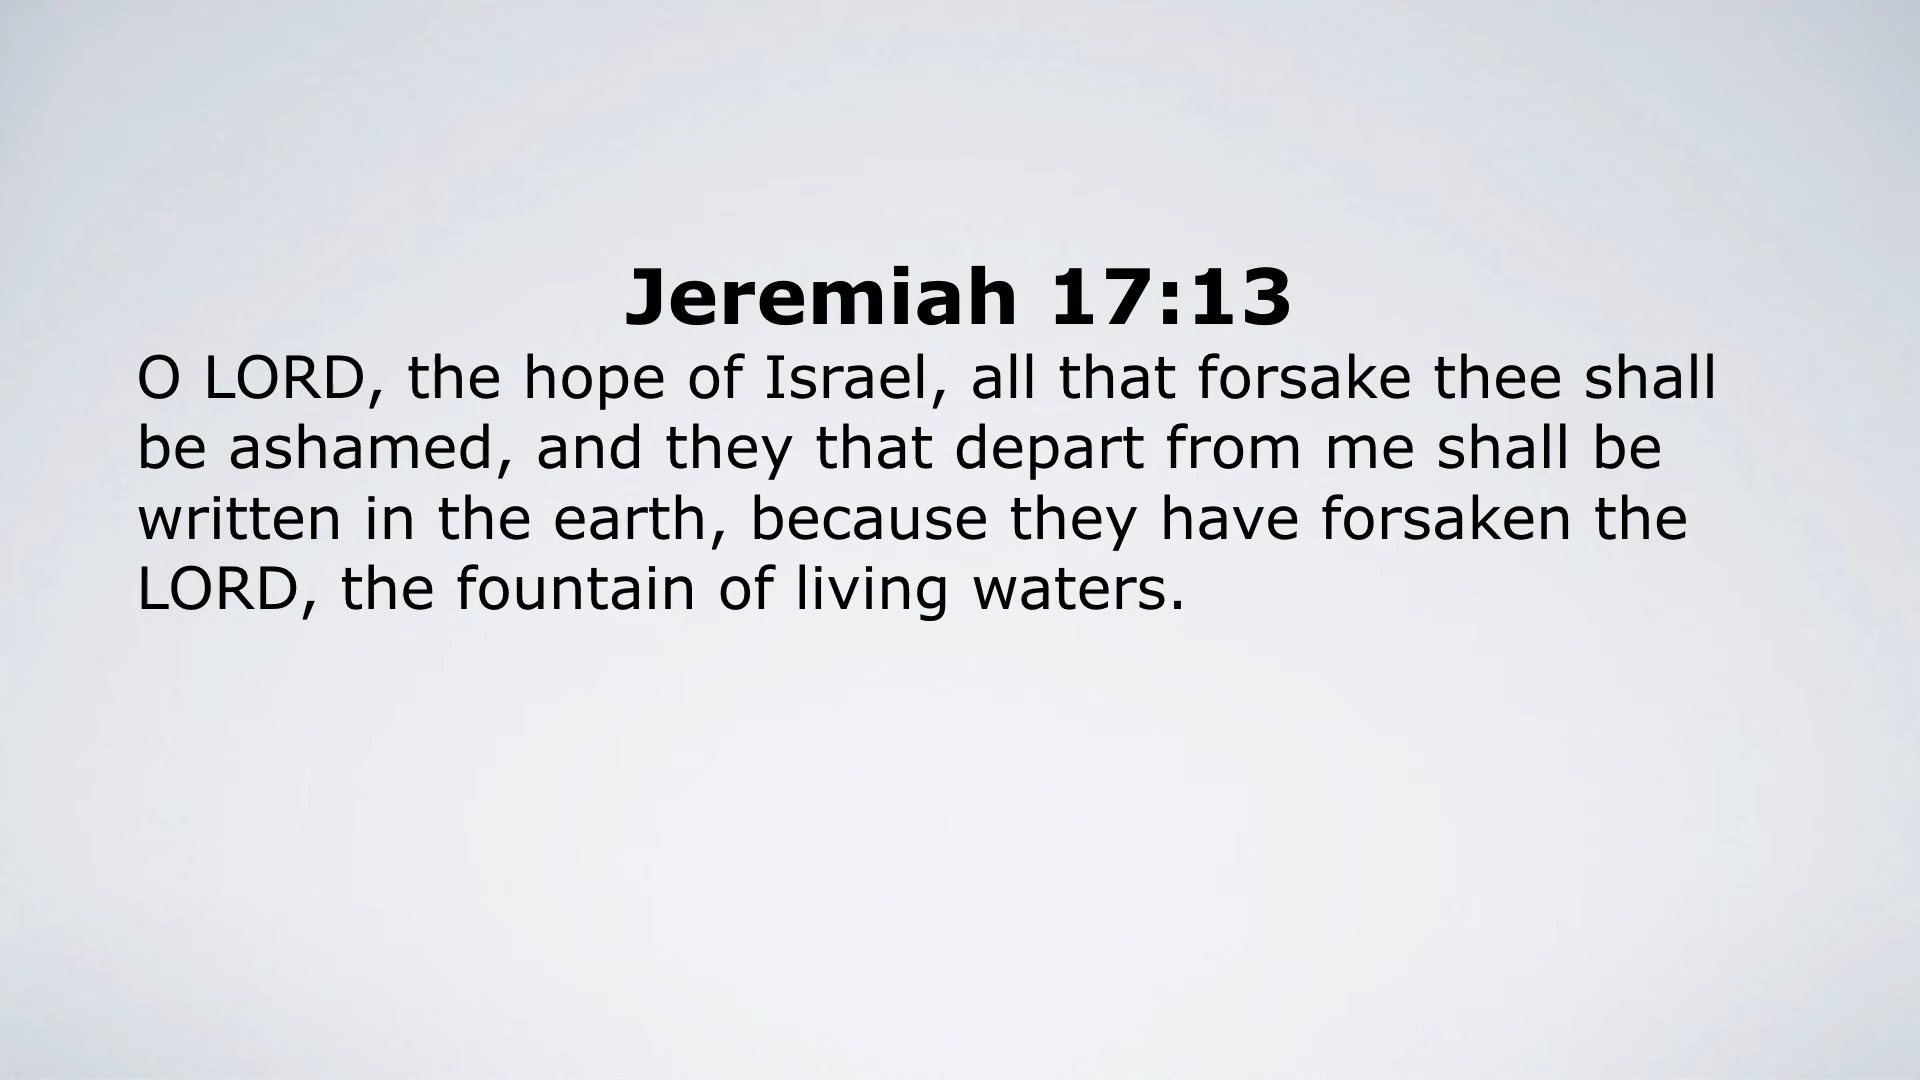 Jeremiah 17:13
O LORD, the hope of Israel, all that forsake thee shall
be ashamed, and they that depart from me shall be
written in the earth, because they have forsaken the
LORD, the fountain of living waters.